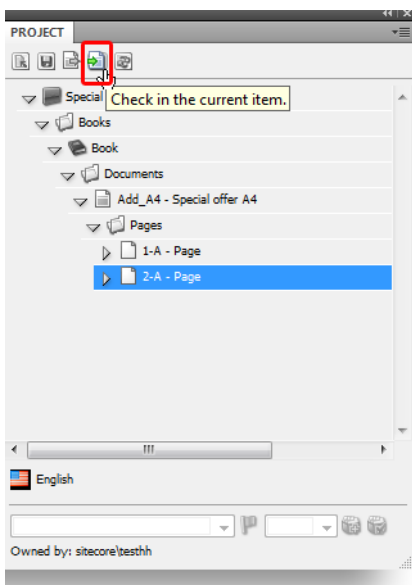 PROJECT
Special
Check in the current item.
Books
Book
Documents
Add_A4 - Special offer A4
Pages
1-A - Page
2-A - Page
English
Owned by: sitecore\testhh